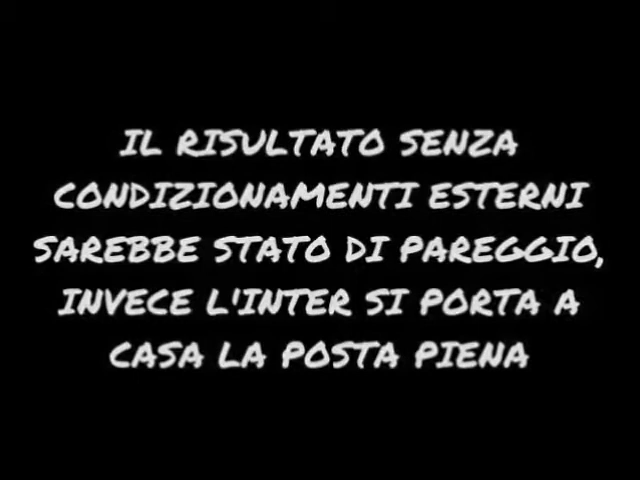 IL RISULTATO SENZA
CONDIZIONAMENTI ESTERNI
SAREBBE STATO DI PAREGGIO,
INVECE L'INTER SI PORTA A
CASA LA POSTA PIENA